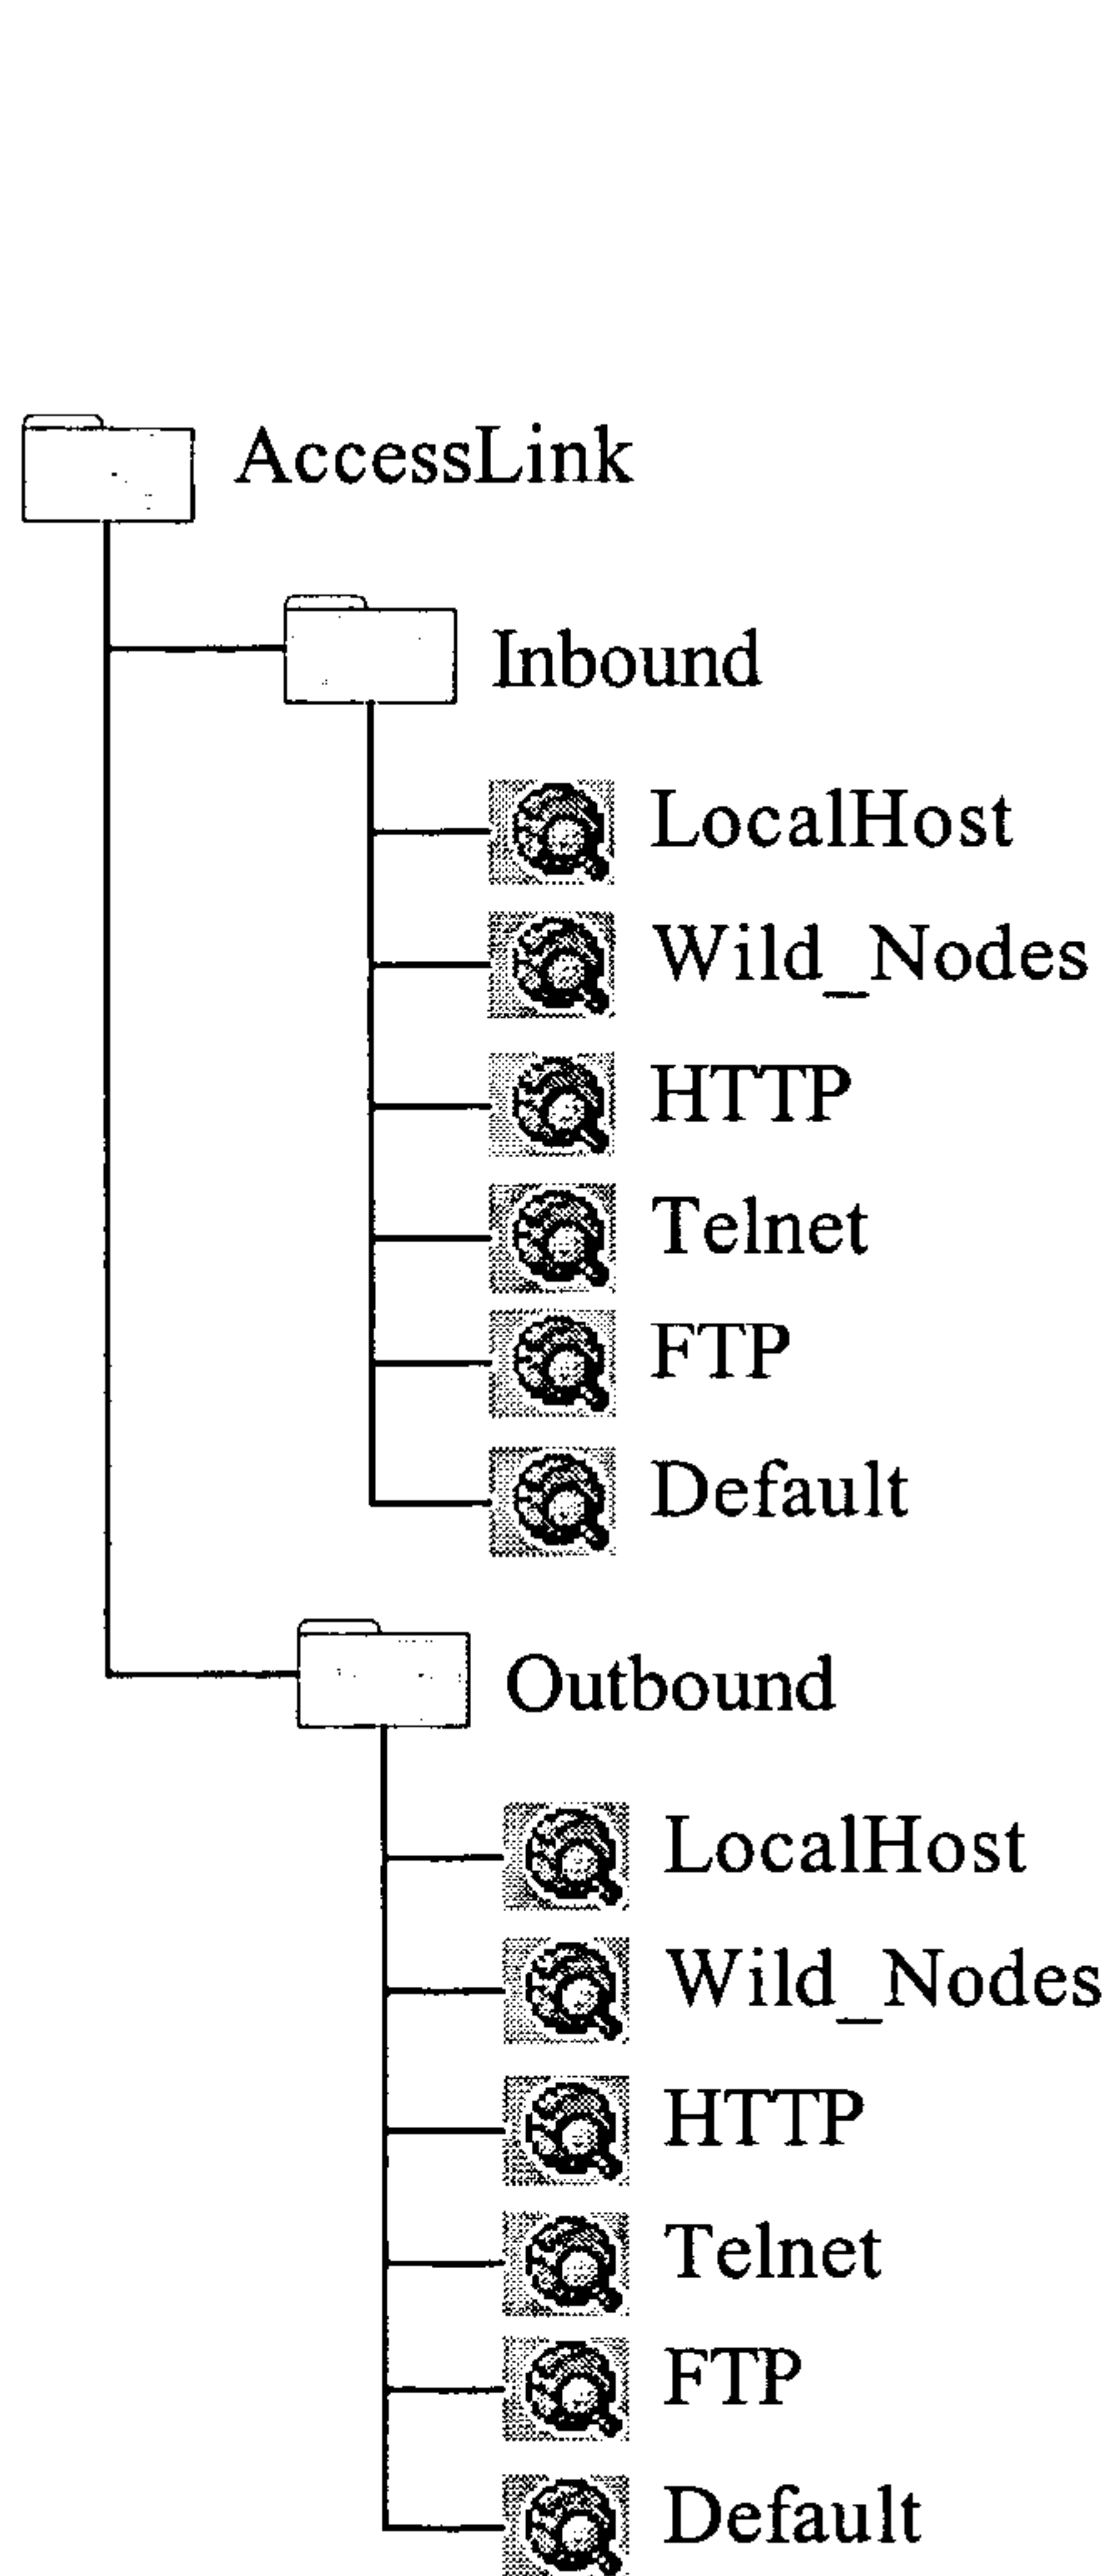 AccessLink
Inbound
LocalHost
Wild_Nodes
HTTP
Telnet
FTP
Default
Outbound
LocalHost
Wild_Nodes
HTTP
Telnet
FTP
Default